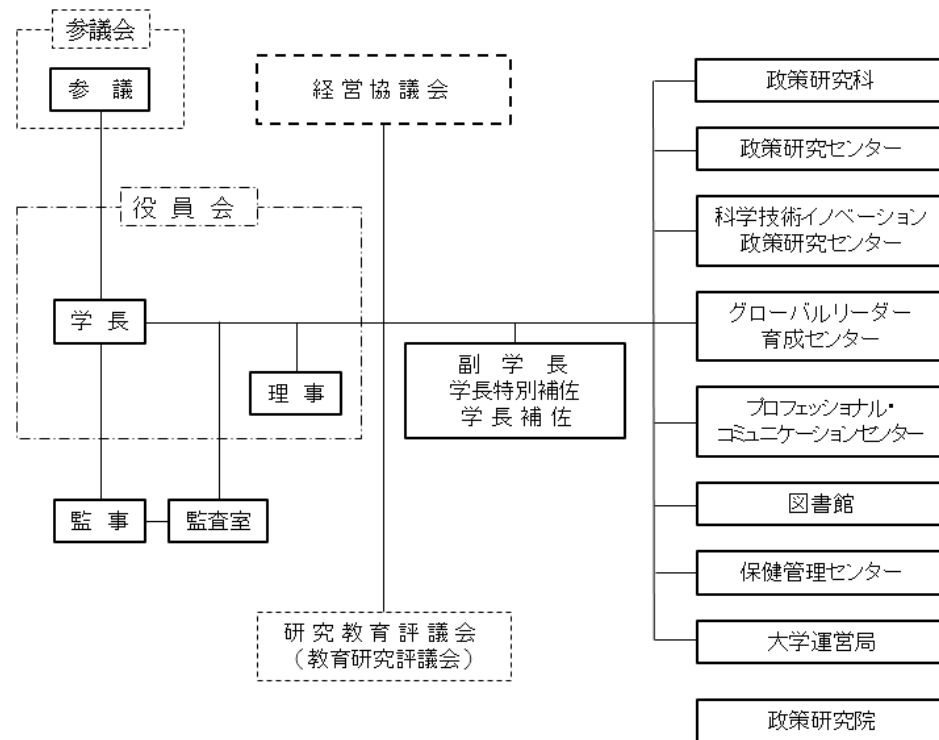 参議会
参議
経営協議会
役員会
学長
理事
監事
監査室
副学長
学長特別補佐
学長補佐
研究教育評議会
（教育研究評議会）
政策研究科
政策研究センター
科学技術イノベーション
政策研究センター
グローバルリーダー
育成センター
プロフェッショナル・
コミュニケーションセンター
図書館
保健管理センター
大学運営局
政策研究院